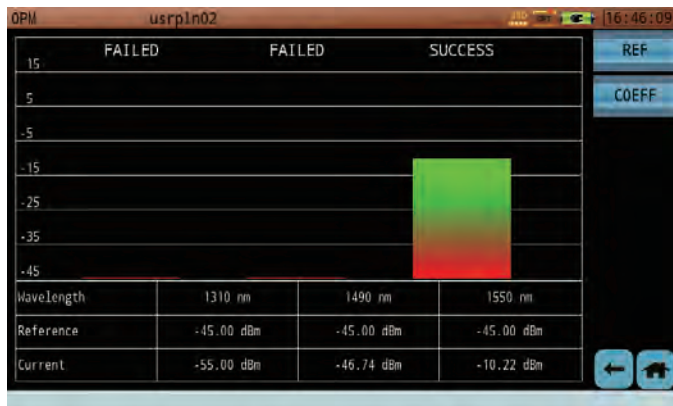 OPM usrpln02 16:46:09
FAILED FAILED SUCCESS REF
15
COEFF
5
-5
-15
-25
-35
-45
Wavelength 1310 nm 1490 nm 1550 nm
Reference -45.00 dBm -45.00 dBm -45.00 dBm
Current -55.00 dBm -46.74 dBm -10.22 dBm